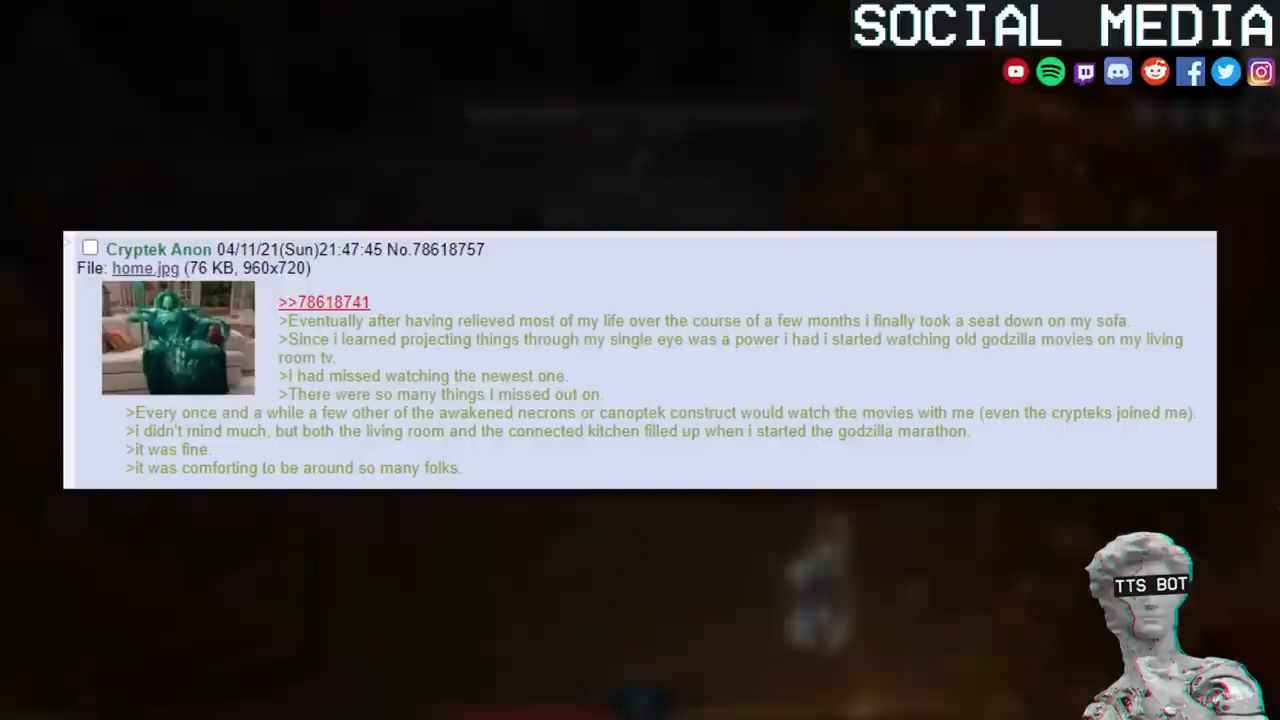 SOCIAL MEDIA
Cryptek Anon 04/11/21(Sun)21:47:45 No.78618757
File: home.jpg (76 KB, 960x720)
>>78618741
>Eventually after having relieved most of my life over the course of a few months i finally took a seat down on my sofa.
>Since i learned projecting things through my single eye was a power i had i started watching old godzilla movies on my living
room tv.
>I had missed watching the newest one.
>There were so many things I missed out on.
>Every once and a while a few other of the awakened necrons or canoptek construct would watch the movies with me (even the crypteks joined me).
>i didn't mind much, but both the living room and the connected kitchen filled up when i started the godzilla marathon.
>it was fine.
>it was comforting to be around so many folks.
TTS BOT